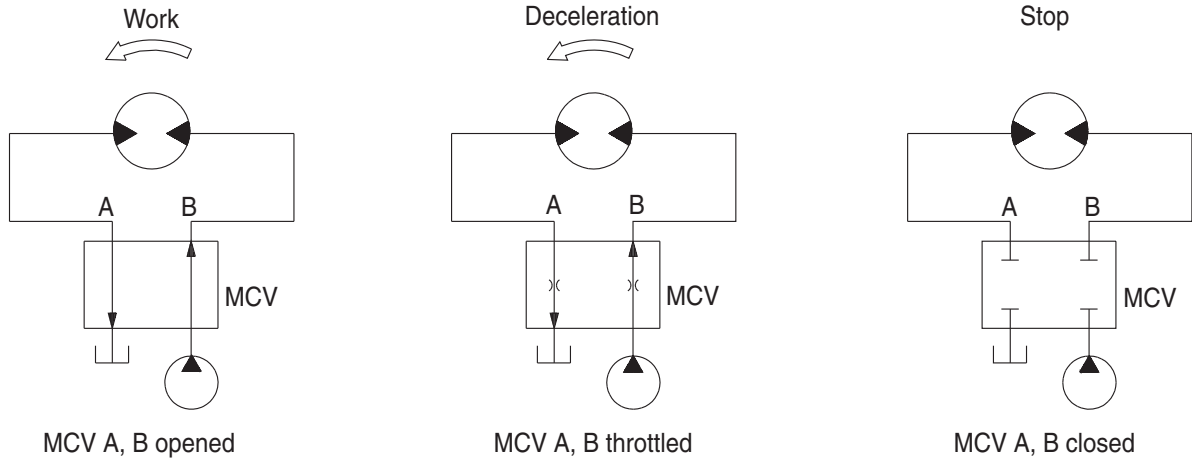 Work
Deceleration
Stop
A B
MCV
A B
MCV
A B
MCV
MCV A, B opened
MCV A, B throttled
MCV A, B closed